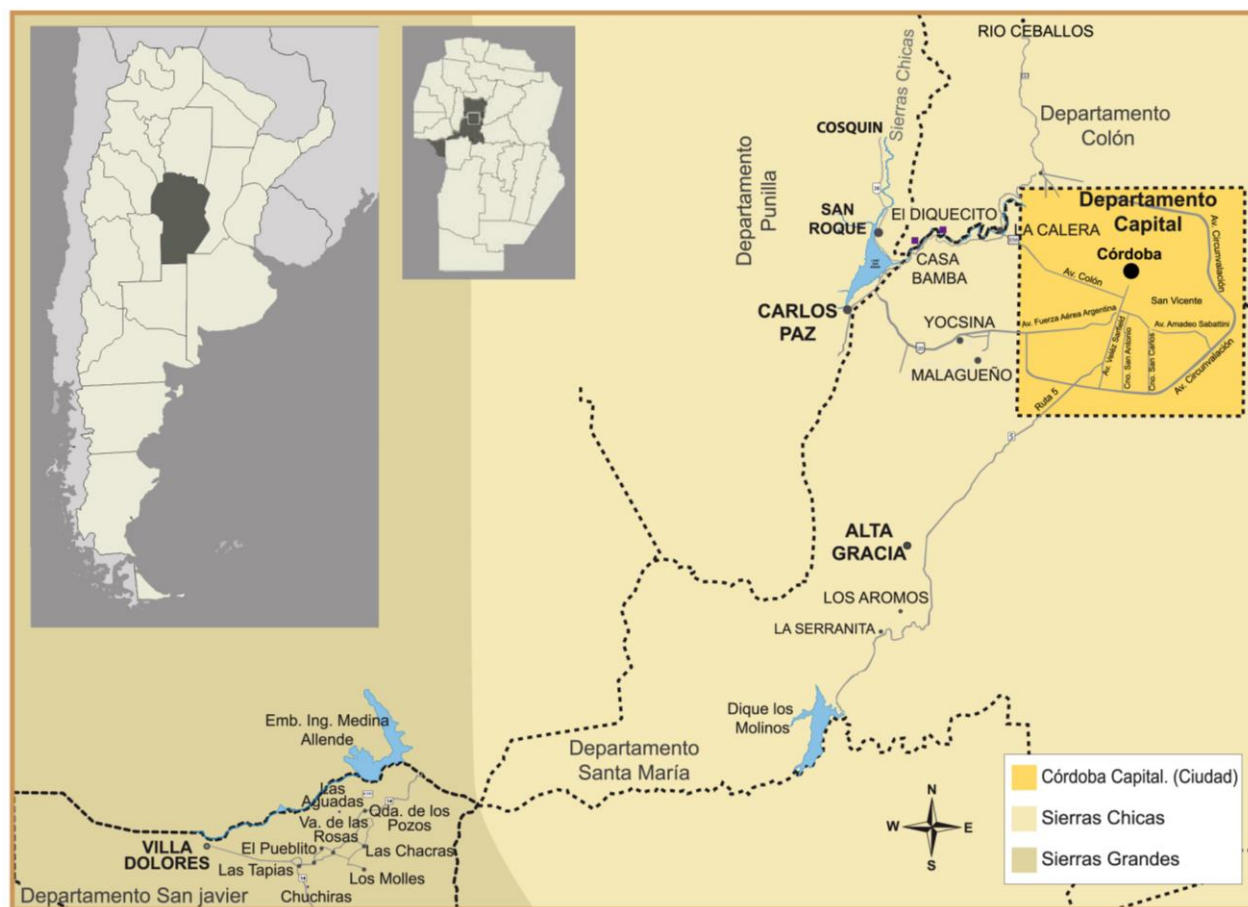 RIO CEBALLOS
Sierras Chicas
Departamento
Colón
COSQUIN
Departamento
Punilla
SAN
ROQUE
El DIQUECITO
LA CALERA
CASA
BAMBA
Departamento
Capital
Córdoba
Av. Circunvalación
Av. Colón
San Vicente
CARLOS
PAZ
YOCSINA
Av. Fuerza Aérea Argentina
Av. Amadeo Sabattini
Av. Veléz Sarfield
Cno. San Antonio
Cno. San Carlos
MALAGUEÑO
Av. Circunvalación
Ruta 5
5
ALTA
GRACIA
LOS AROMOS
LA SERRANITA
Dique los
Molinos
Emb. Ing. Medina
Allende
Departamento
Santa María
Las
Aguadas
Qda. de los
Pozos
Va. de las
Rosas
VILLA
DOLORES
El Pueblito
Las Chacras
Las Tapias
Los Molles
Chuchiras
Departamento San javier
N
W
E
S
Córdoba Capital. (Ciudad)
Sierras Chicas
Sierras Grandes